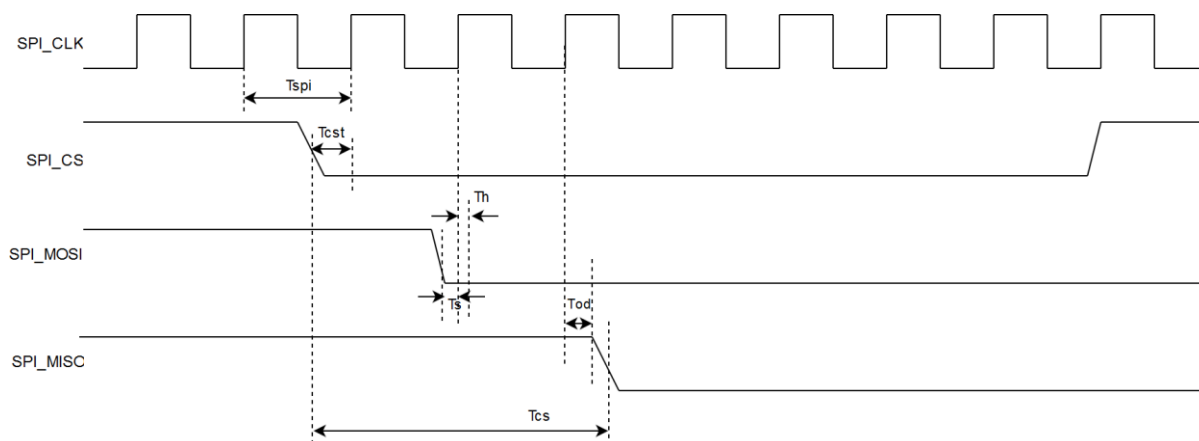 SPI_CLK
Tspi
Tcst
SPI_CS
Th
SPI_MOSI
Ts
Tod
SPI_MISO
Tcs